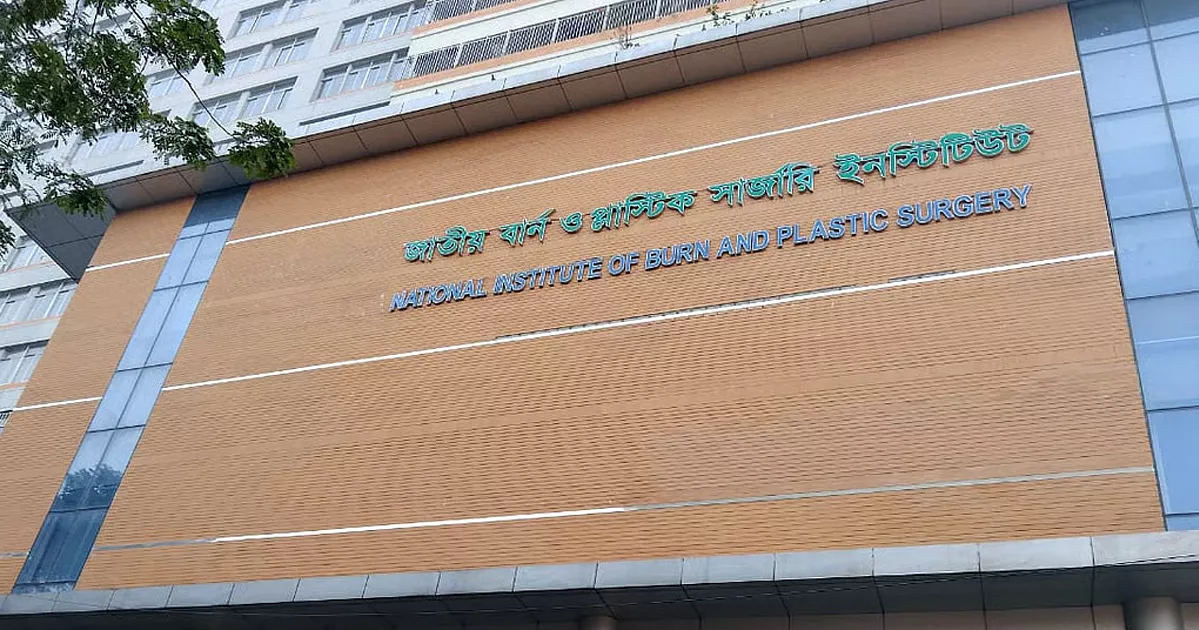 জাতীয় বার্ন ও প্লাস্টিক সার্জারি ইনস্টিটিউট
NATIONAL INSTITUTE OF BURN AND PLASTIC SURGERY